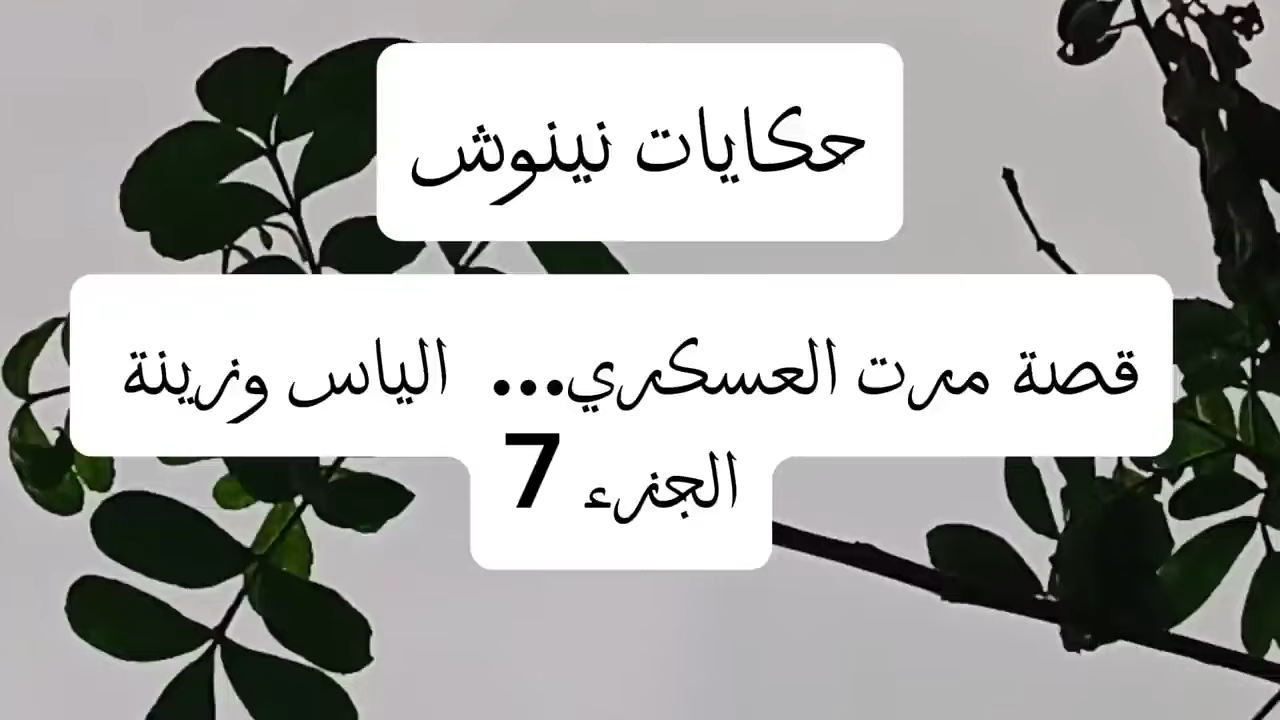 حكايات نينوش
قصة مرت العسكري... الياس وزينة
الجزء 7